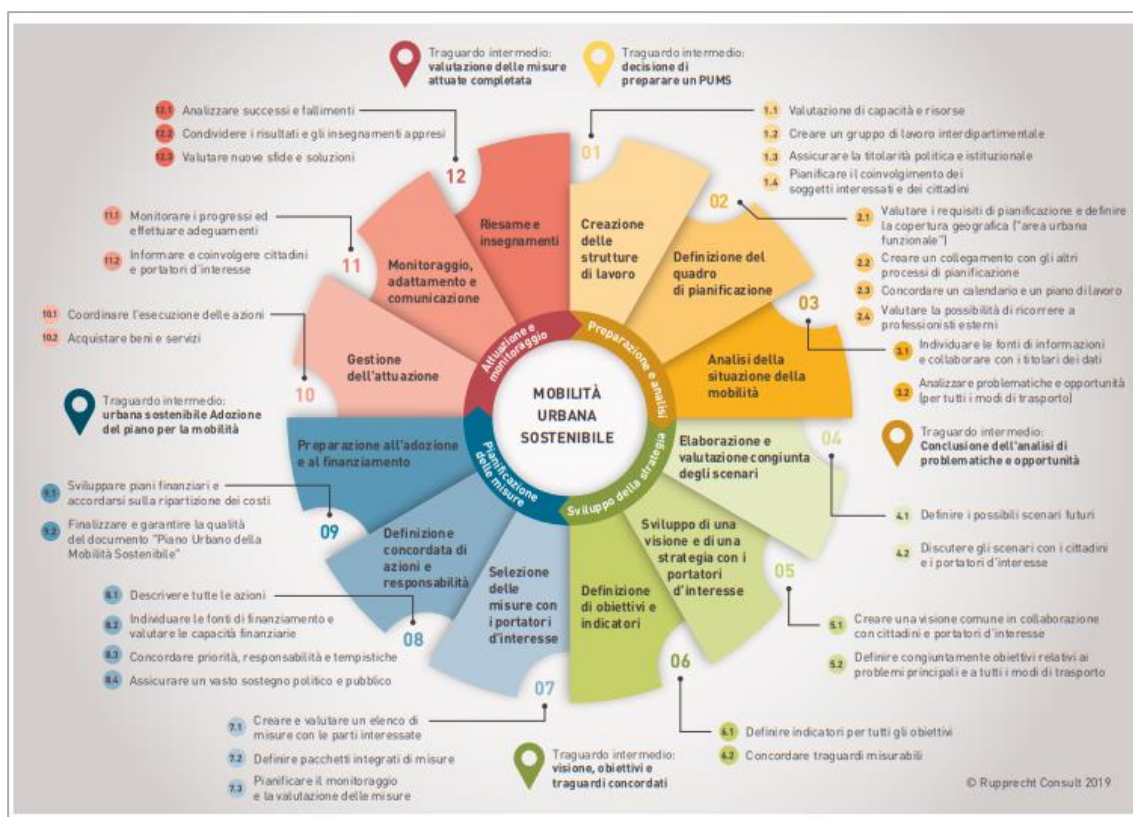 Traguardo intermedio:
valutazione delle misure
attuate completata
Traguardo intermedio:
decisione di
preparare un PUMS
12.1 Analizzare successi e fallimenti
12.2 Condividere i risultati e gli insegnamenti appresi
12.3 Valutare nuove sfide e soluzioni
1.1 Valutazione di capacità e risorse
1.2 Creare un gruppo di lavoro interdipartimentale
1.3 Assicurare la titolarità politica e istituzionale
1.4 Pianificare il coinvolgimento dei
soggetti interessati e dei cittadini
11.1 Monitorare i progressi ed
effettuare adeguamenti
11.2 Informare e coinvolgere cittadini
e portatori d'interesse
2.1 Valutare i requisiti di pianificazione e definire
la copertura geografica ("area urbana
funzionale")
2.2 Creare un collegamento con gli altri
processi di pianificazione
2.3 Concordare un calendario e un piano di lavoro
2.4 Valutare la possibilità di ricorrere a
professionisti esterni
10.1 Coordinare l'esecuzione delle azioni
10.2 Acquistare beni e servizi
3.1 Individuare le fonti di informazioni
e collaborare con i titolari dei dati
3.2 Analizzare problematiche e opportunità
(per tutti i modi di trasporto)
Traguardo intermedio:
urbana sostenibile Adozione
del piano per la mobilità
Traguardo intermedio:
Conclusione dell'analisi di
problematiche e opportunità
01
Creazione
delle
strutture
di lavoro
02
Definizione del
quadro
di pianificazione
03
Analisi della
situazione della
mobilità
04
Elaborazione e
valutazione congiunta
degli scenari
05
Sviluppo di una
visione e di una
strategia con i
portatori
d'interesse
06
Definizione
di obiettivi e
indicatori
07
Selezione
delle
misure con
i portatori
d'interesse
08
Definizione
concordata di
azioni e
responsabilità
09
Preparazione all'adozione
e al finanziamento
10
Gestione
dell'attuazione
11
Monitoraggio,
adattamento e
comunicazione
12
Riesame e
insegnamenti
Attuazione e
monitoraggio
Preparazione e analisi
Sviluppo della strategia
Pianificazione
delle misure
MOBILITÀ
URBANA
SOSTENIBILE
9.1 Sviluppare piani finanziari e
accordarsi sulla ripartizione dei costi
9.2 Finalizzare e garantire la qualità
del documento "Piano Urbano della
Mobilità Sostenibile"
4.1 Definire i possibili scenari futuri
4.2 Discutere gli scenari con i cittadini
e i portatori d'interesse
8.1 Descrivere tutte le azioni
8.2 Individuare le fonti di finanziamento e
valutare le capacità finanziarie
8.3 Concordare priorità, responsabilità e tempistiche
8.4 Assicurare un vasto sostegno politico e pubblico
5.1 Creare una visione comune in collaborazione
con cittadini e portatori d'interesse
5.2 Definire congiuntamente obiettivi relativi ai
problemi principali e a tutti i modi di trasporto
7.1 Creare e valutare un elenco di
misure con le parti interessate
7.2 Definire pacchetti integrati di misure
7.3 Pianificare il monitoraggio
e la valutazione delle misure
Traguardo intermedio:
visione, obiettivi e
traguardi concordati
6.1 Definire indicatori per tutti gli obiettivi
6.2 Concordare traguardi misurabili
© Rupprecht Consult 2019